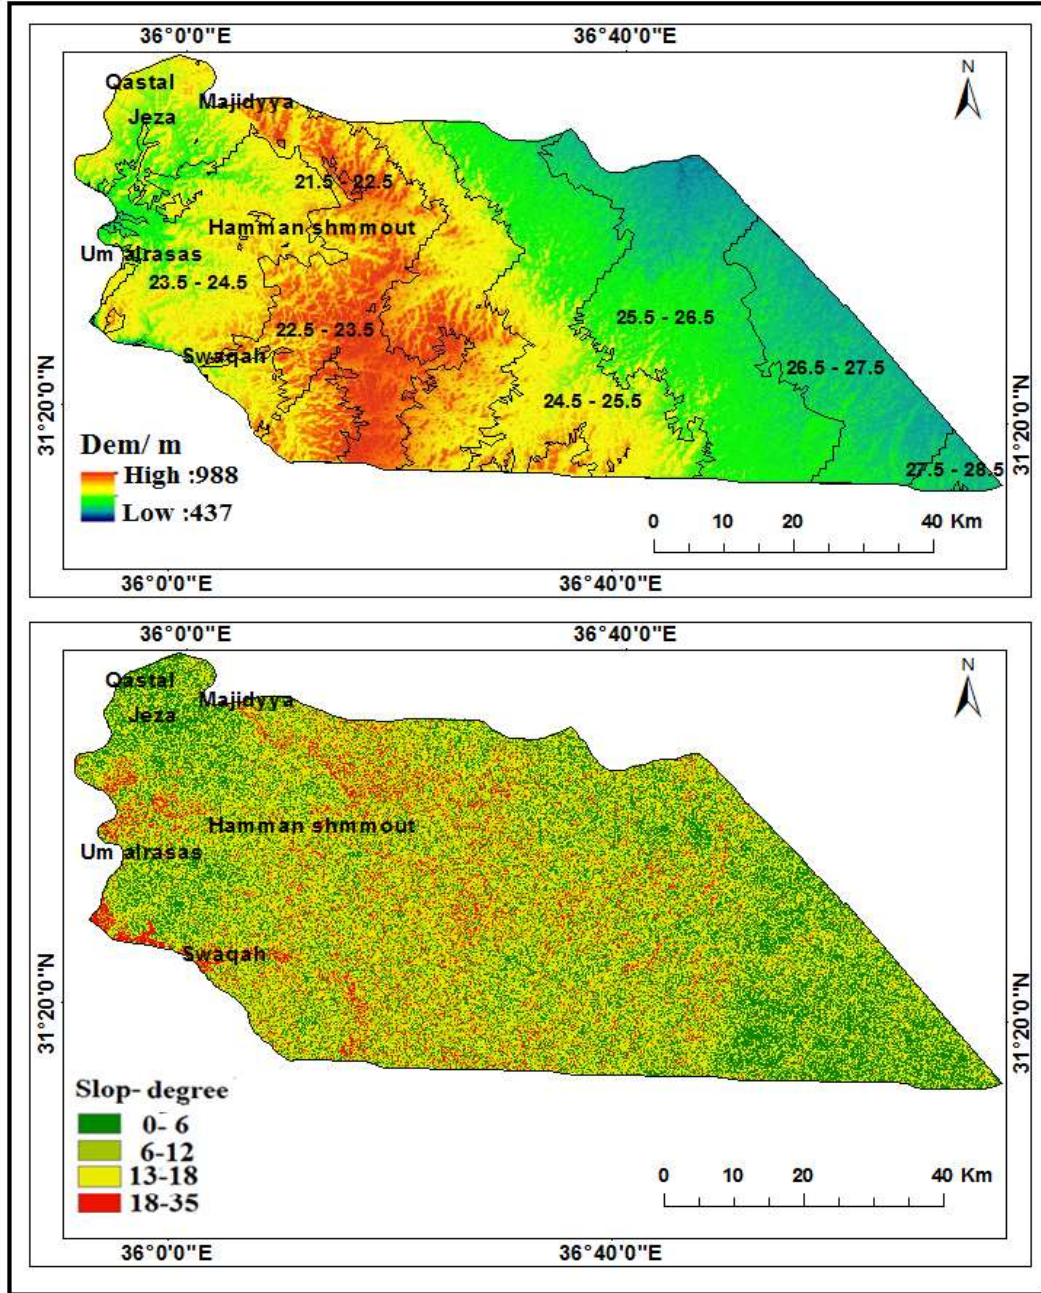 36°0'0"E 36°40'0"E
N
Qastal
Majidyya
Jeza
21.5 - 22.5
Hamman shmmout
Um alrasas
23.5 - 24.5
25.5 - 26.5
22.5 - 23.5
Swaqah
26.5 - 27.5
24.5 - 25.5
31°20'0"N
31°20'0"N
27.5 - 28.5
Dem/ m
High :988
Low :437
0 10 20 40 Km
36°0'0"E 36°40'0"E
36°0'0"E 36°40'0"E
N
Qastal
Majidyya
Jeza
Hamman shmmout
Um alrasas
Swaqah
31°20'0"N
31°20'0"N
Slop- degree
0- 6
6-12
13-18
18-35
0 10 20 40 Km
36°0'0"E 36°40'0"E